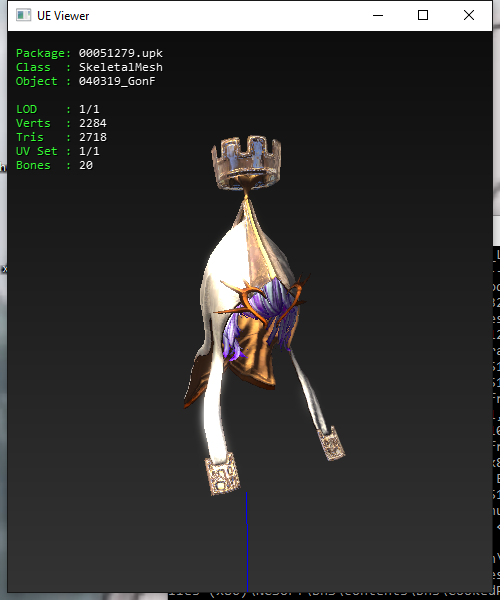 UE Viewer
Package: 00051279.upk
Class : SkeletalMesh
Object : 040319_GonF
LOD : 1/1
Verts : 2284
Tris : 2718
UV Set : 1/1
Bones : 20